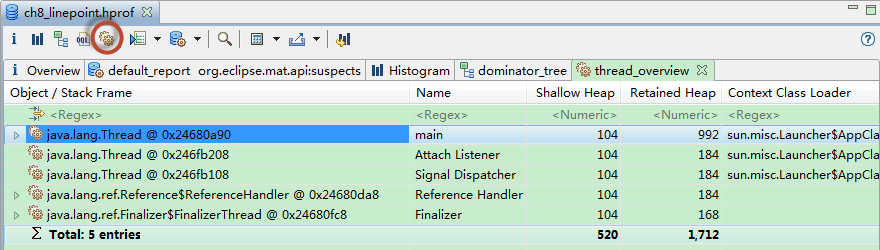 ch8_linepoint.hprof
i OQL
i Overview default_report org.eclipse.mat.api:suspects Histogram dominator_tree thread_overview
Object / Stack Frame Name Shallow Heap Retained Heap Context Class Loader
<Regex> <Regex> <Numeric> <Numeric> <Regex>
java.lang.Thread @ 0x24680a90 main 104 992 sun.misc.Launcher$AppCla
java.lang.Thread @ 0x246fb208 Attach Listener 104 184 sun.misc.Launcher$AppCla
java.lang.Thread @ 0x246fb108 Signal Dispatcher 104 184 sun.misc.Launcher$AppCla
java.lang.ref.Reference$ReferenceHandler @ 0x24680da8 Reference Handler 104 184
java.lang.ref.Finalizer$FinalizerThread @ 0x24680fc8 Finalizer 104 168
Σ Total: 5 entries 520 1,712